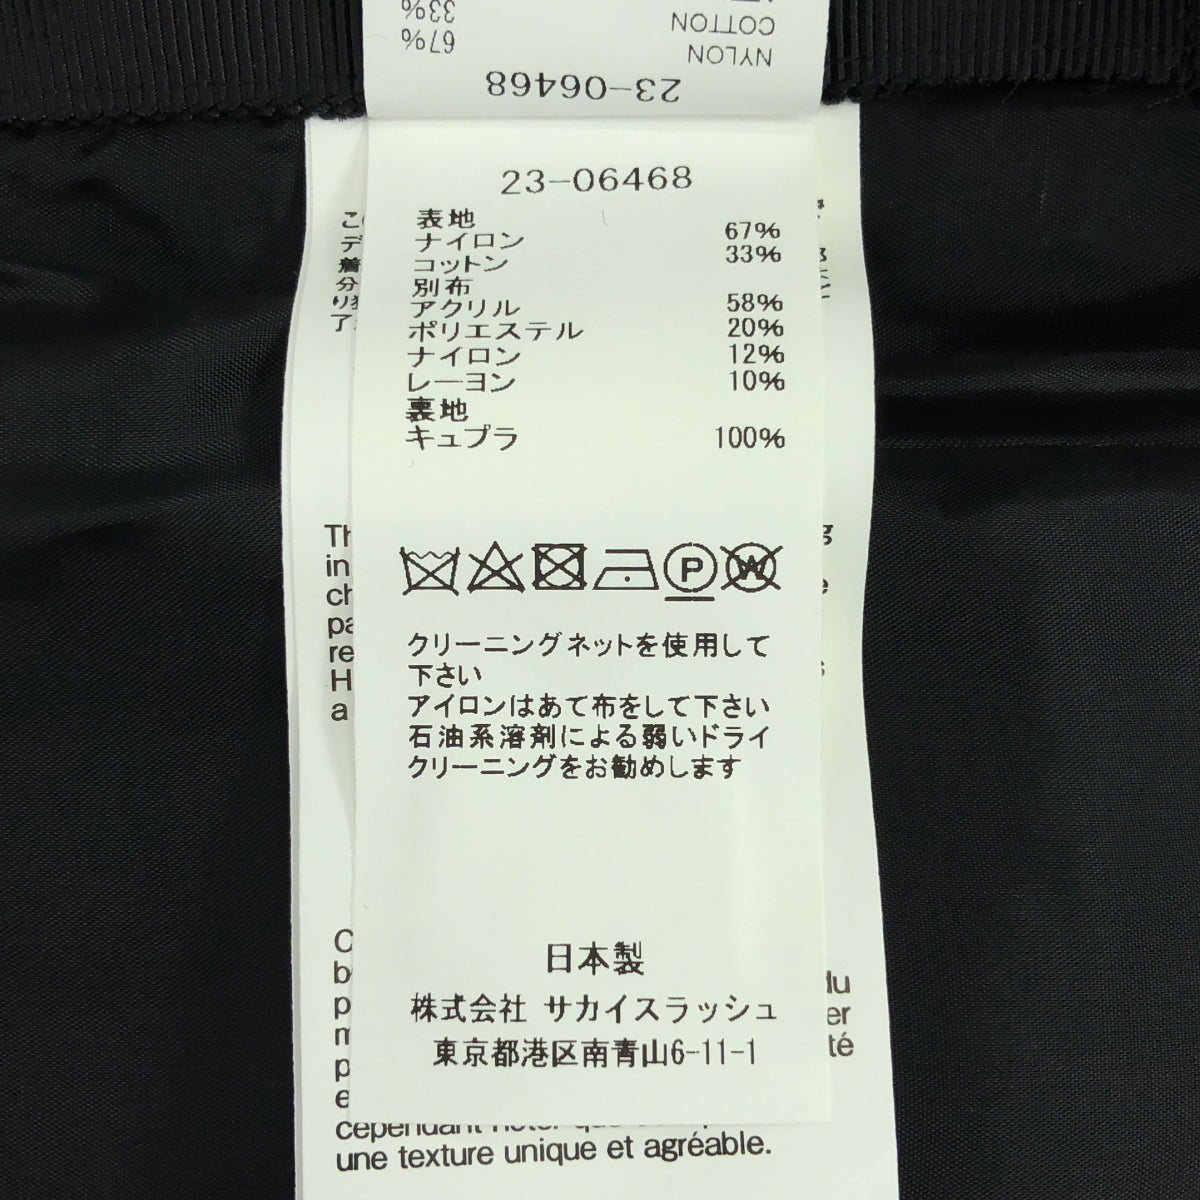 33%
COTTON
67%
NYLON
23-06468
23-06468
表地
ナイロン 67%
コットン 33%
別布
アクリル 58%
ポリエステル 20%
ナイロン 12%
レーヨン 10%
裏地
キュプラ 100%
P W
クリーニングネットを使用して
下さい
アイロンはあて布をして下さい
石油系溶剤による弱いドライ
クリーニングをお勧めします
日本製
株式会社 サカイスラッシュ
東京都港区南青山6-11-1
une texture unique et agréable.